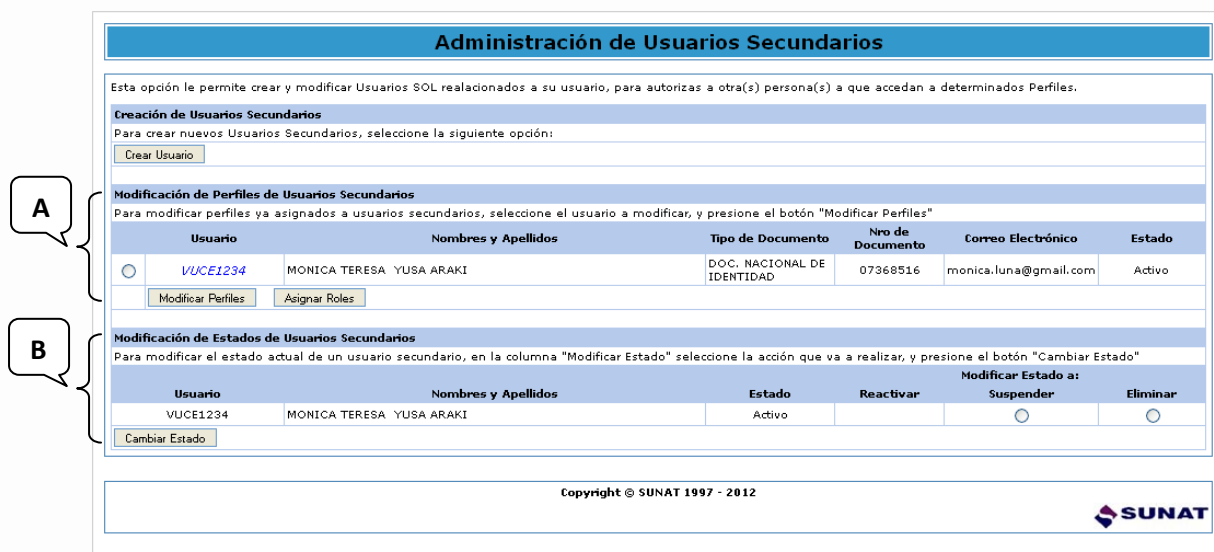 Administración de Usuarios Secundarios
Esta opción le permite crear y modificar Usuarios SOL realacionados a su usuario, para autorizas a otra(s) persona(s) a que accedan a determinados Perfiles.
Creación de Usuarios Secundarios
Para crear nuevos Usuarios Secundarios, seleccione la siguiente opción:
Crear Usuario
A
Modificación de Perfiles de Usuarios Secundarios
Para modificar perfiles ya asignados a usuarios secundarios, seleccione el usuario a modificar, y presione el botón "Modificar Perfiles"
Usuario Nombres y Apellidos Tipo de Documento Nro de Documento Correo Electrónico Estado
VUCE1234 MONICA TERESA YUSA ARAKI DOC. NACIONAL DE IDENTIDAD 07368516 monica.luna@gmail.com Activo
Modificar Perfiles Asignar Roles
B
Modificación de Estados de Usuarios Secundarios
Para modificar el estado actual de un usuario secundario, en la columna "Modificar Estado" seleccione la acción que va a realizar, y presione el botón "Cambiar Estado"
Modificar Estado a:
Usuario Nombres y Apellidos Estado Reactivar Suspender Eliminar
VUCE1234 MONICA TERESA YUSA ARAKI Activo
Cambiar Estado
Copyright © SUNAT 1997 - 2012
SUNAT